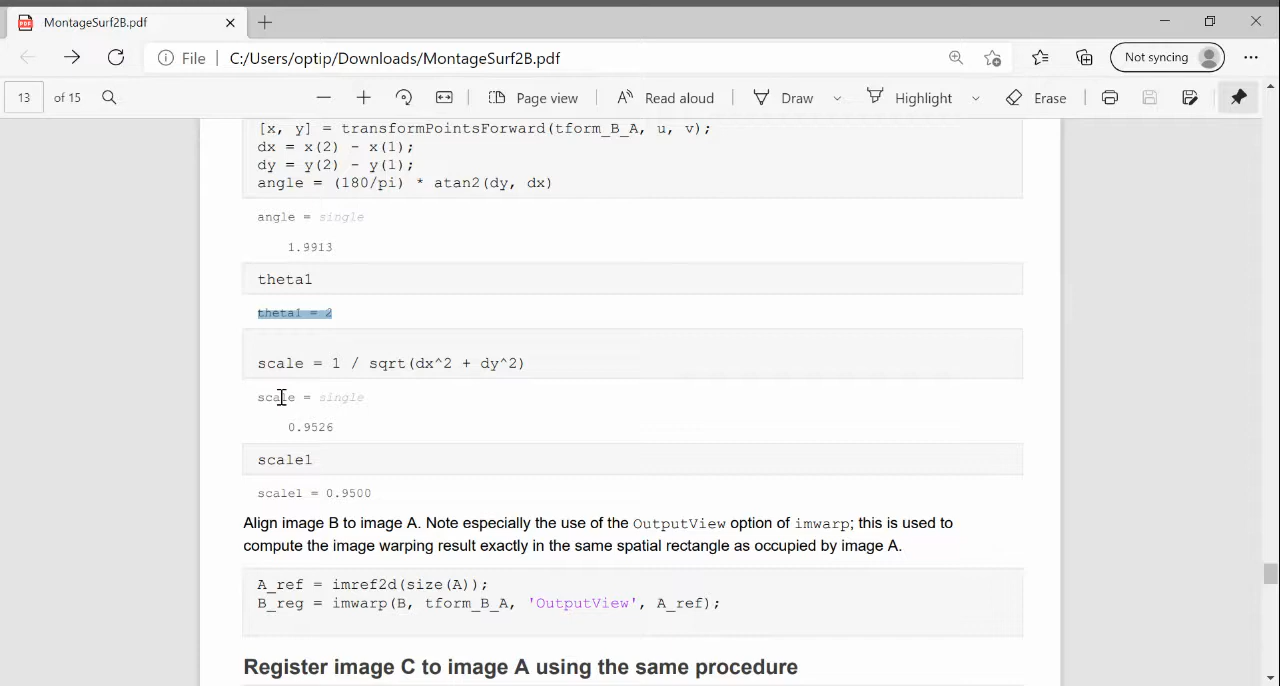 MontageSurf2B.pdf
File
C:/Users/optip/Downloads/MontageSurf2B.pdf
Not syncing
13 of 15
Page view
Read aloud
Draw
Highlight
Erase
[x, y] = transformPointsForward(tform_B_A, u, v);
dx = x(2) - x(1);
dy = y(2) - y(1);
angle = (180/pi) * atan2(dy, dx)
angle = single
1.9913
theta1
theta1 = 2
scale = 1 / sqrt(dx^2 + dy^2)
scale = single
0.9526
scale1
scale1 = 0.9500
Align image B to image A. Note especially the use of the OutputView option of imwarp; this is used to
compute the image warping result exactly in the same spatial rectangle as occupied by image A.
A_ref = imref2d(size(A));
B_reg = imwarp(B, tform_B_A, 'OutputView', A_ref);
Register image C to image A using the same procedure